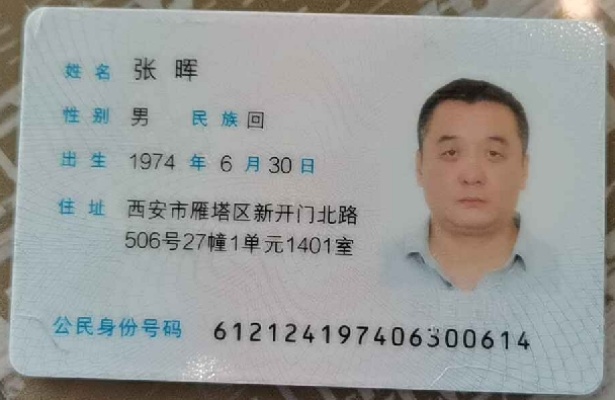 姓名 张晖
性别 男 民族 回
出生 1974 年 6 月 30 日
住址 西安市雁塔区新开门北路
506号27幢1单元1401室
公民身份号码 612124197406300614